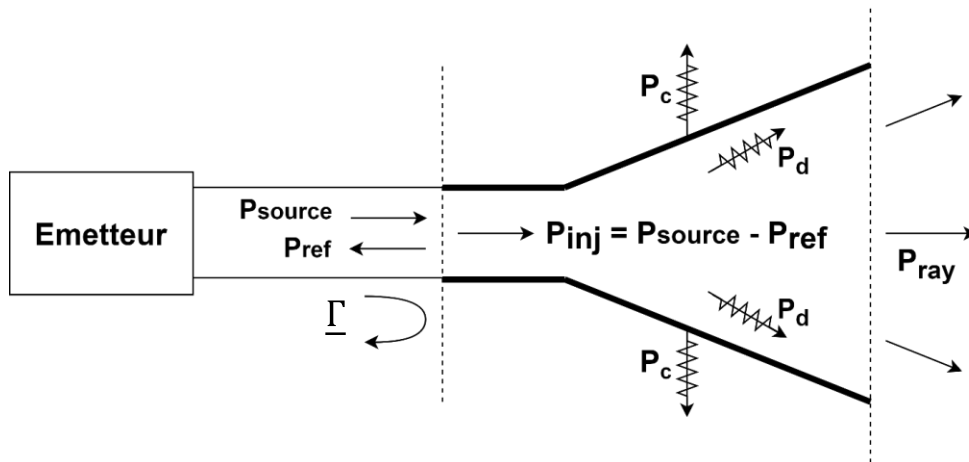 Emetteur
Psource
Pref
Γ
Pinj = Psource - Pref
Pc
Pd
Pray
Pd
Pc